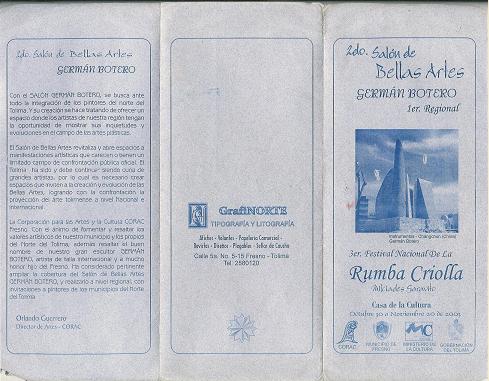 2do. Salón de Bellas Artes
GERMÁN BOTERO
Con el SALÓN GERMÁN BOTERO, se busca ante
todo la integración de los pintores del norte del
Tolima. Y su creación se hace tratando de ofrecer un
espacio donde los artistas de nuestra región tengan
la oportunidad de mostrar sus inquietudes y
evoluciones en el campo de las artes plásticas.
El Salón de Bellas Artes revitaliza y abre espacios a
manifestaciones artísticas que carecen o tienen un
limitado campo de confrontación pública oficial. El
Tolima ha sido y debe continuar siendo cuna de
grandes artistas, por lo cual es necesario crear
espacios que inviten a la creación y evolución de las
Bellas Artes, logrando con la confrontación la
proyección del arte tolimense a nivel Nacional e
Internacional.
La Corporación para las Artes y la Cultura CORAC
Fresno. Con el ánimo de fomentar y resaltar los
valores artísticos de nuestro municipio y los propios
del Norte del Tolima, además resaltar el buen
nombre de nuestro gran escultor GERMÁN
BOTERO, artista de talla internacional y a mucho
honor hijo del Fresno. Ha considerado pertinente
ampliar la cobertura del Salón de Bellas Artes
GERMÁN BOTERO, y realizarlo a nivel regional, con
invitaciones a pintores de los municipios del Norte
del Tolima
Orlando Guerrero
Director de Artes - CORAC
GrafiNORTE
TIPOGRAFÍA Y LITOGRAFÍA
Afiches - Volantes - Papelería Comercial -
Revistas - Diseños - Plegables - Sellos de Caucho
Calle 5a. No. 5-15 Fresno - Tolima
Tel: 2580120
2do. Salón de
Bellas Artes
GERMÁN BOTERO
1er. Regional
Instrumentos - Changchún (China)
Germán Botero
3er. Festival Nacional De La
Rumba Criolla
Milciades Garavito
Casa de la Cultura
Octubre 30 a Noviembre 20 de 2003
CORAC
MUNICIPIO DE
FRESNO
MINISTERIO DE
LA CULTURA
GOBERNACIÓN
DEL TOLIMA